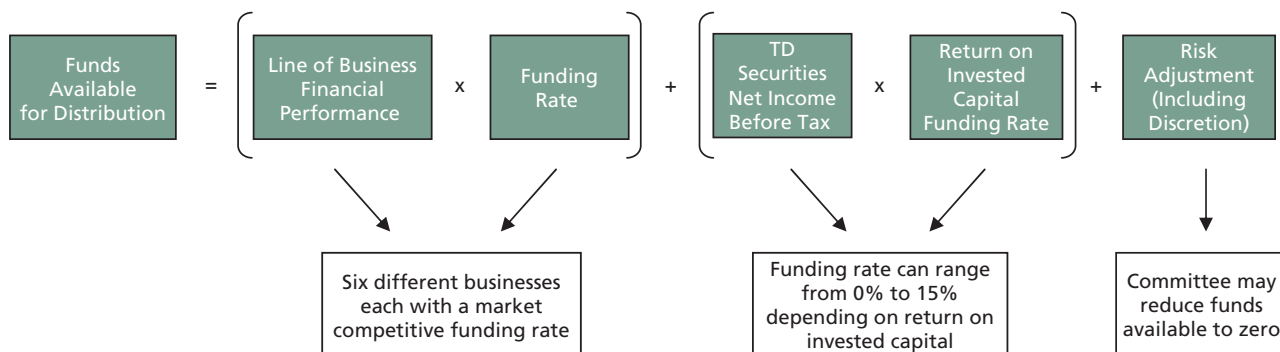 Funds
Available
for Distribution
=
Line of Business
Financial
Performance
x
Funding
Rate
+
TD
Securities
Net Income
Before Tax
x
Return on
Invested
Capital
Funding Rate
+
Risk
Adjustment
(Including
Discretion)
Six different businesses
each with a market
competitive funding rate
Funding rate can range
from 0% to 15%
depending on return on
invested capital
Committee may
reduce funds
available to zero